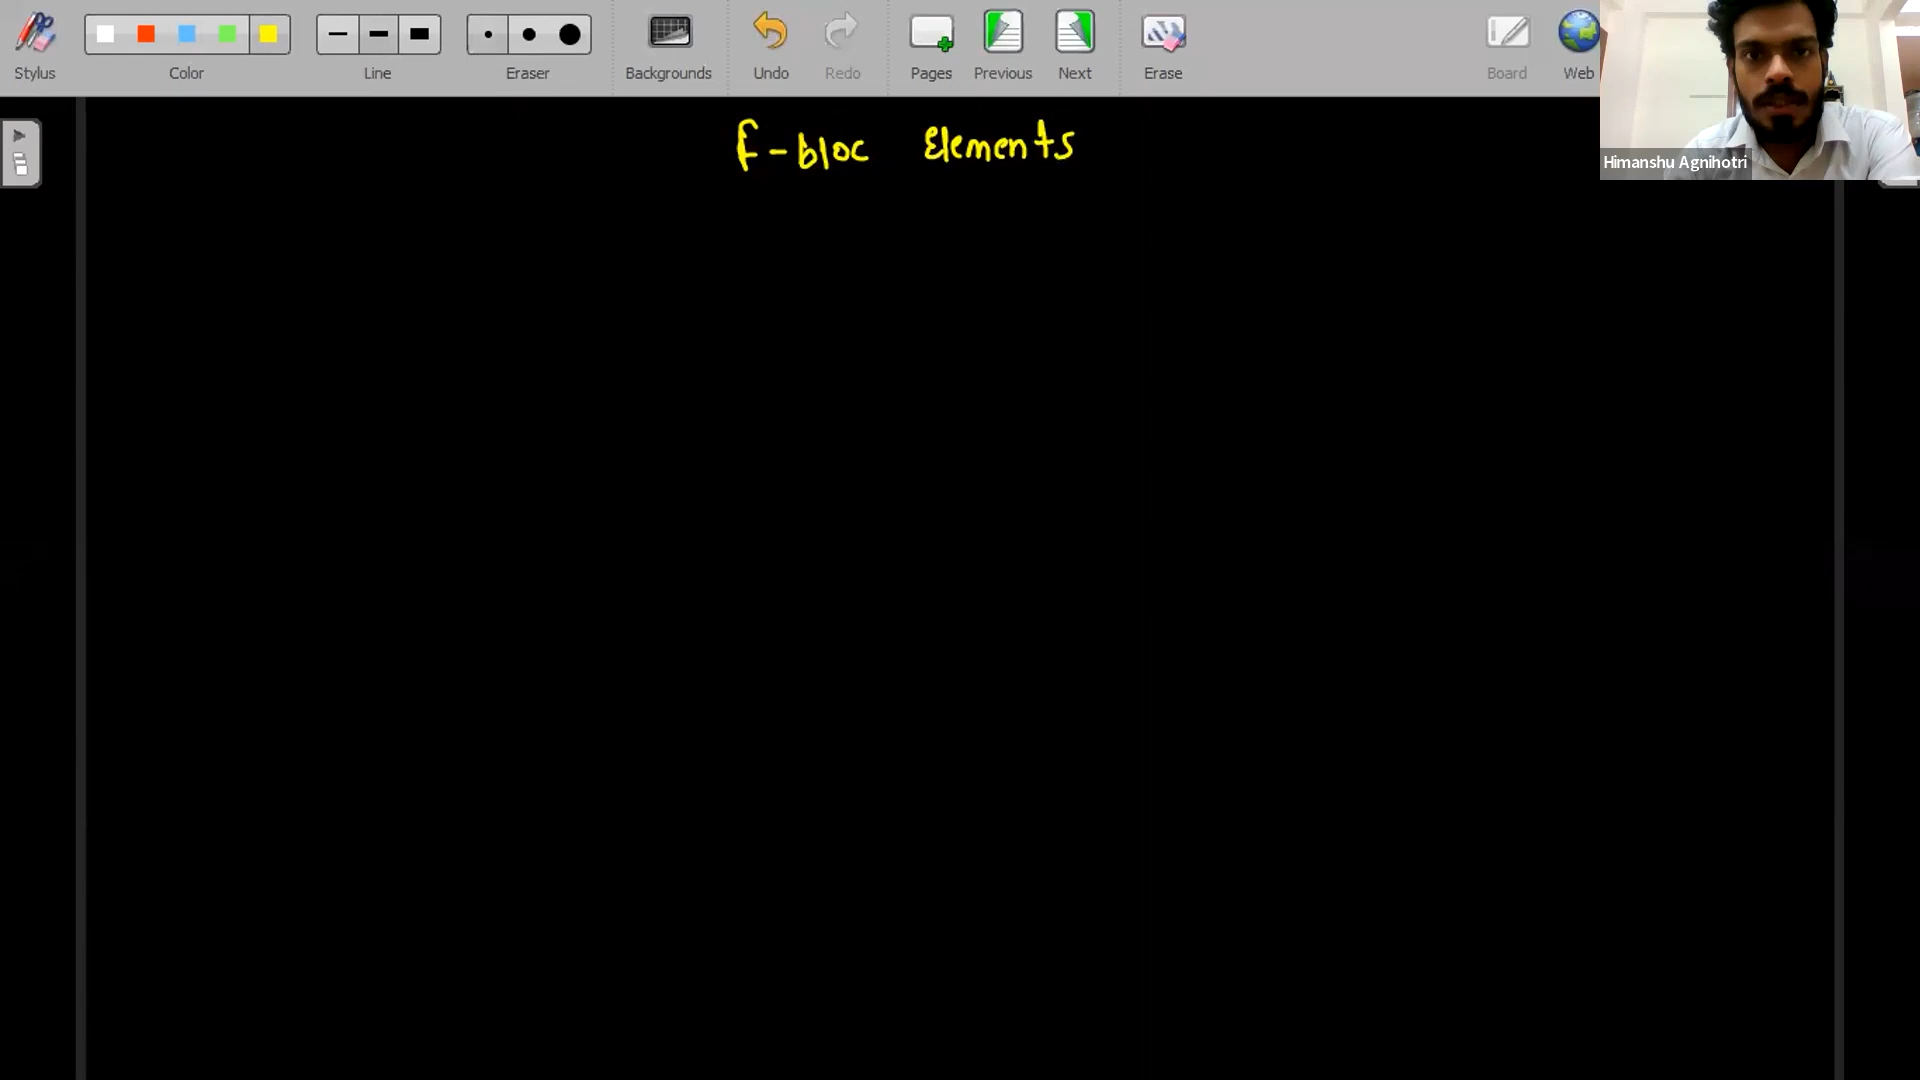 Stylus
Color
Line
Eraser
Backgrounds
Undo
Redo
Pages
Previous
Next
Erase
Board
Web
Himanshu Agnihotri
f-bloc Elements